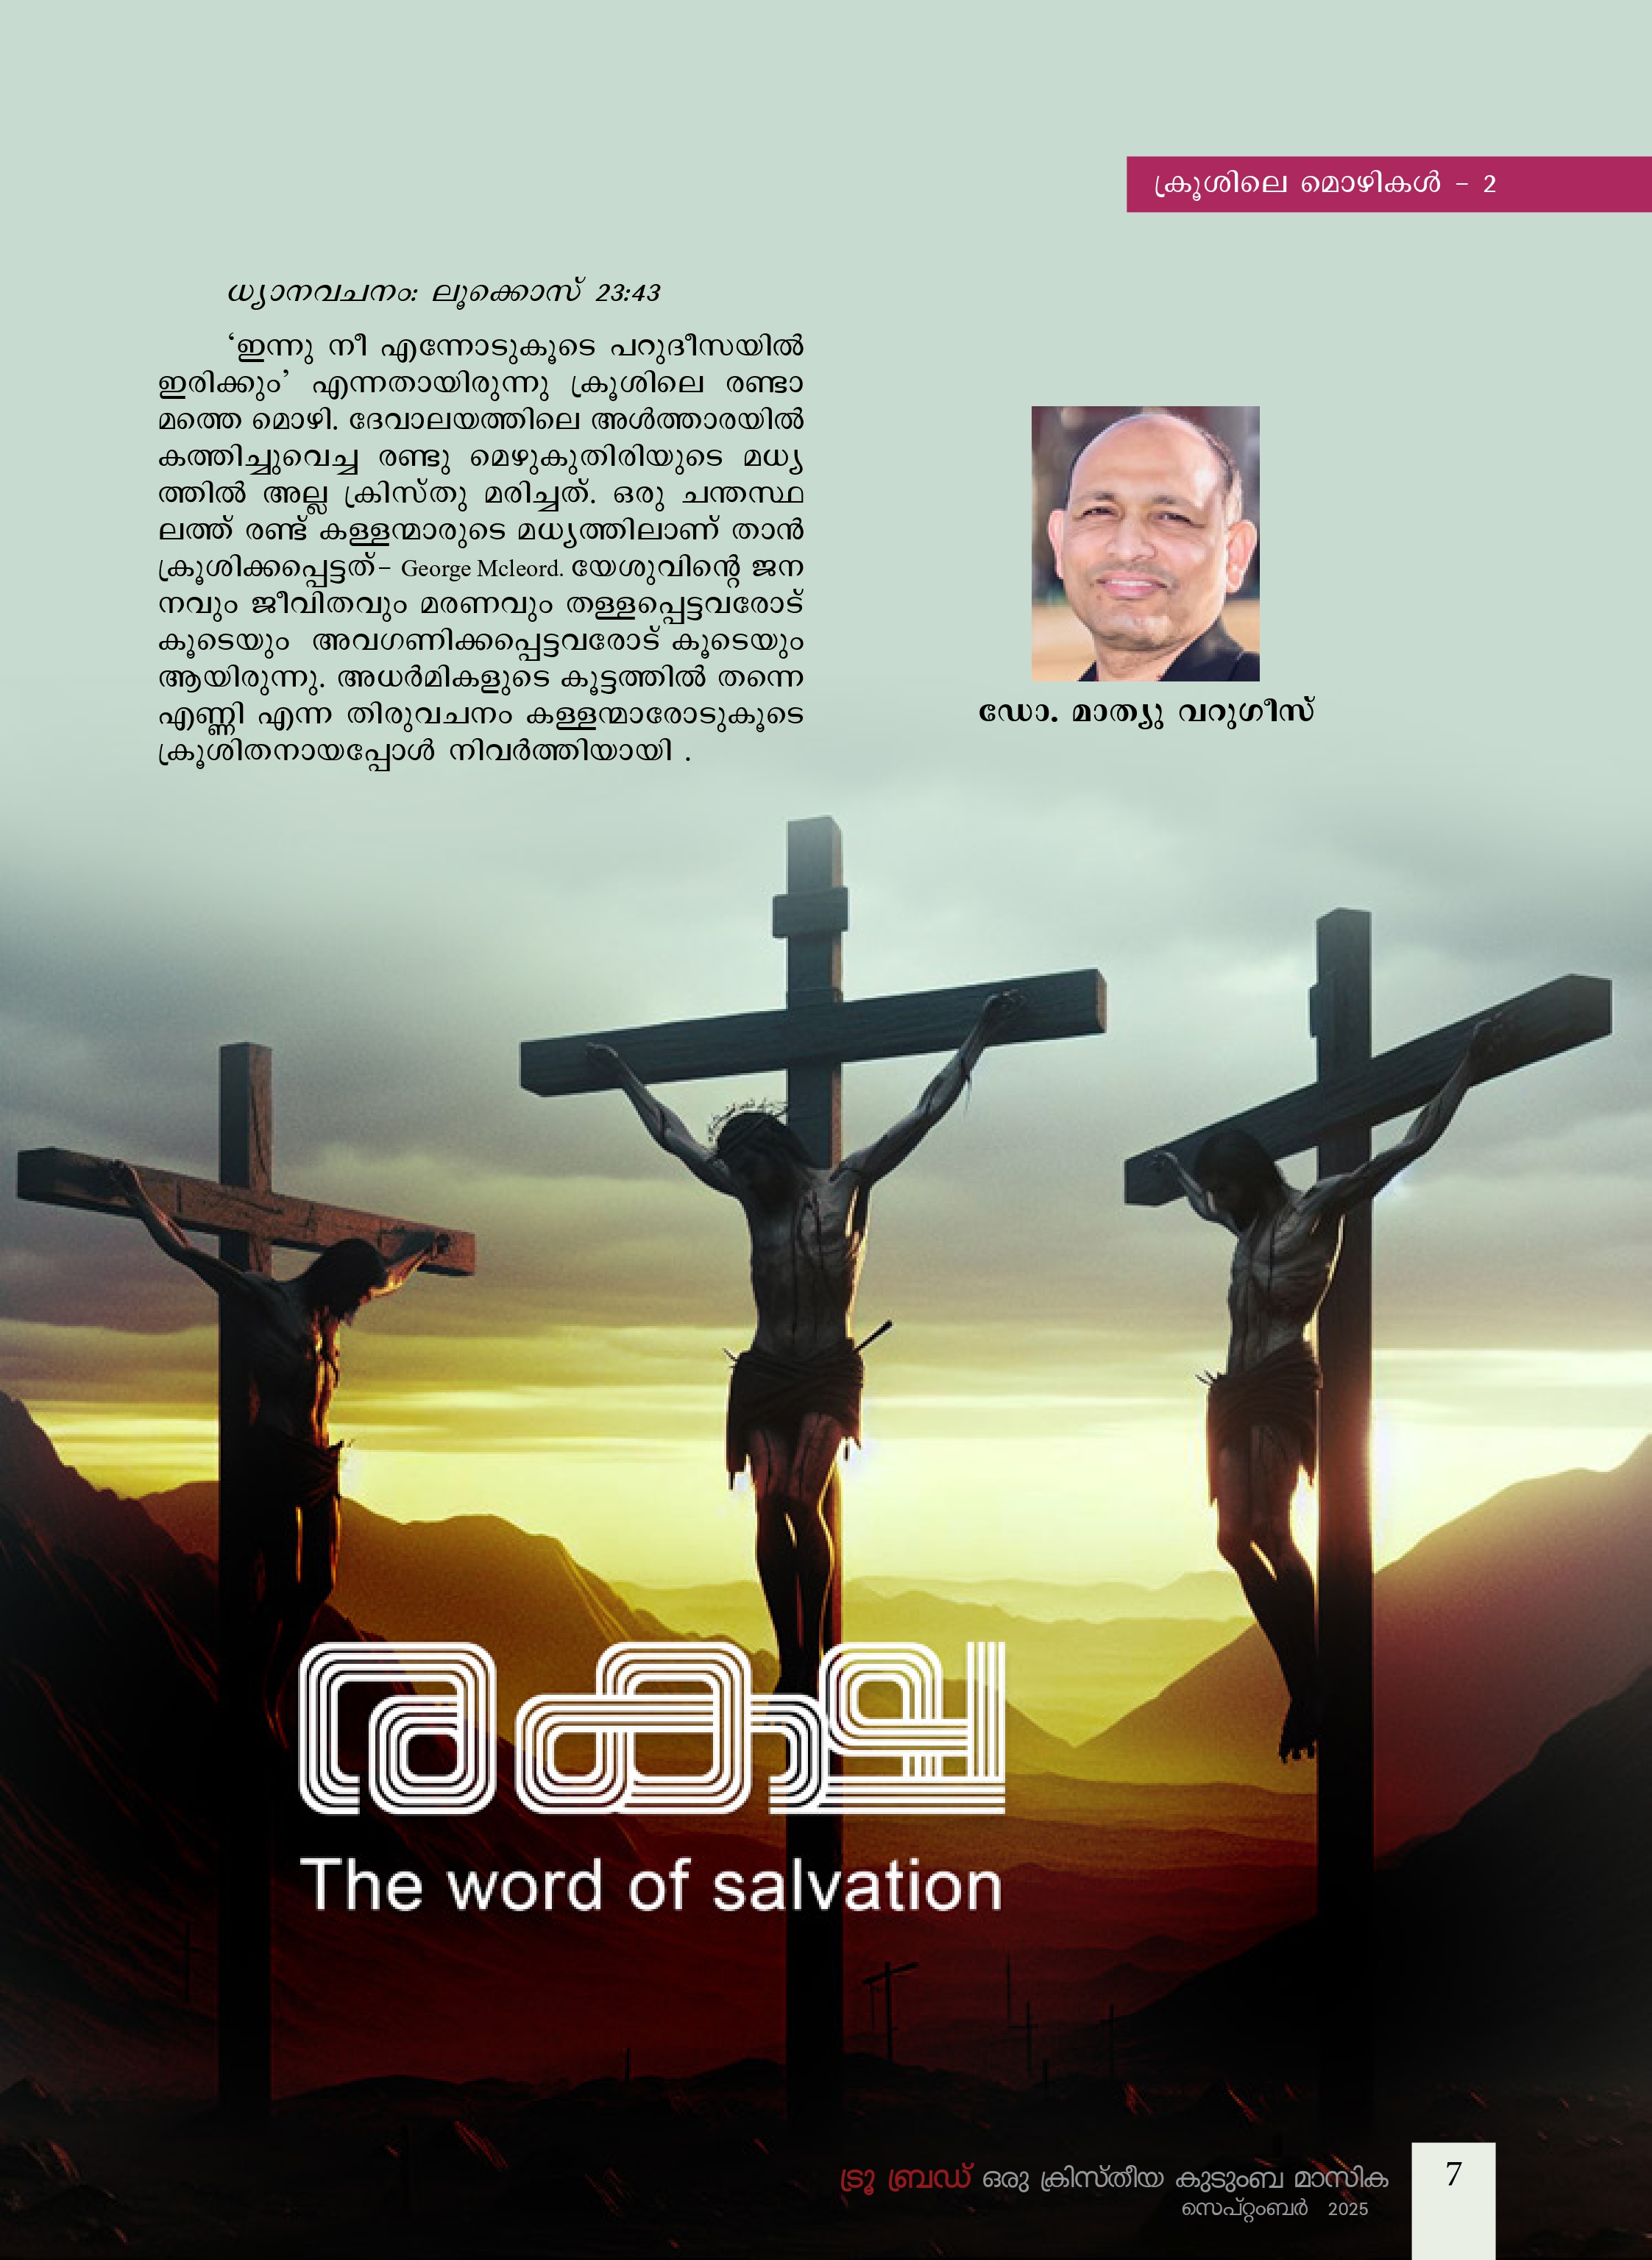 ക്രൂശിലെ മൊഴികൾ - 2
ധ്യാനവചനം: ലൂക്കൊസ് 23:43
‘ഇന്നു നീ എന്നോടുകൂടെ പറുദീസയിൽ
ഇരിക്കും’ എന്നതായിരുന്നു ക്രൂശിലെ രണ്ടാ
മത്തെ മൊഴി. ദേവാലയത്തിലെ അൾത്താരയിൽ
കത്തിച്ചുവെച്ച രണ്ടു മെഴുകുതിരിയുടെ മധ്യ
ത്തിൽ അല്ല ക്രിസ്തു മരിച്ചത്. ഒരു ചന്തസ്ഥ
ലത്ത് രണ്ട് കള്ളന്മാരുടെ മധ്യത്തിലാണ് താൻ
ക്രൂശിക്കപ്പെട്ടത്- George Mcleord. യേശുവിന്റെ ജന
നവും ജീവിതവും മരണവും തള്ളപ്പെട്ടവരോട്
കൂടെയും അവഗണിക്കപ്പെട്ടവരോട് കൂടെയും
ആയിരുന്നു. അധർമികളുടെ കൂട്ടത്തിൽ തന്നെ
എണ്ണി എന്ന തിരുവചനം കള്ളന്മാരോടുകൂടെ
ക്രൂശിതനായപ്പോൾ നിവർത്തിയായി .
ഡോ. മാത്യു വറുഗീസ്
രക്ഷ
The word of salvation
ട്രൂ ബ്രഡ് ഒരു ക്രിസ്തീയ കുടുംബ മാസിക
സെപ്റ്റംബർ 2025
7